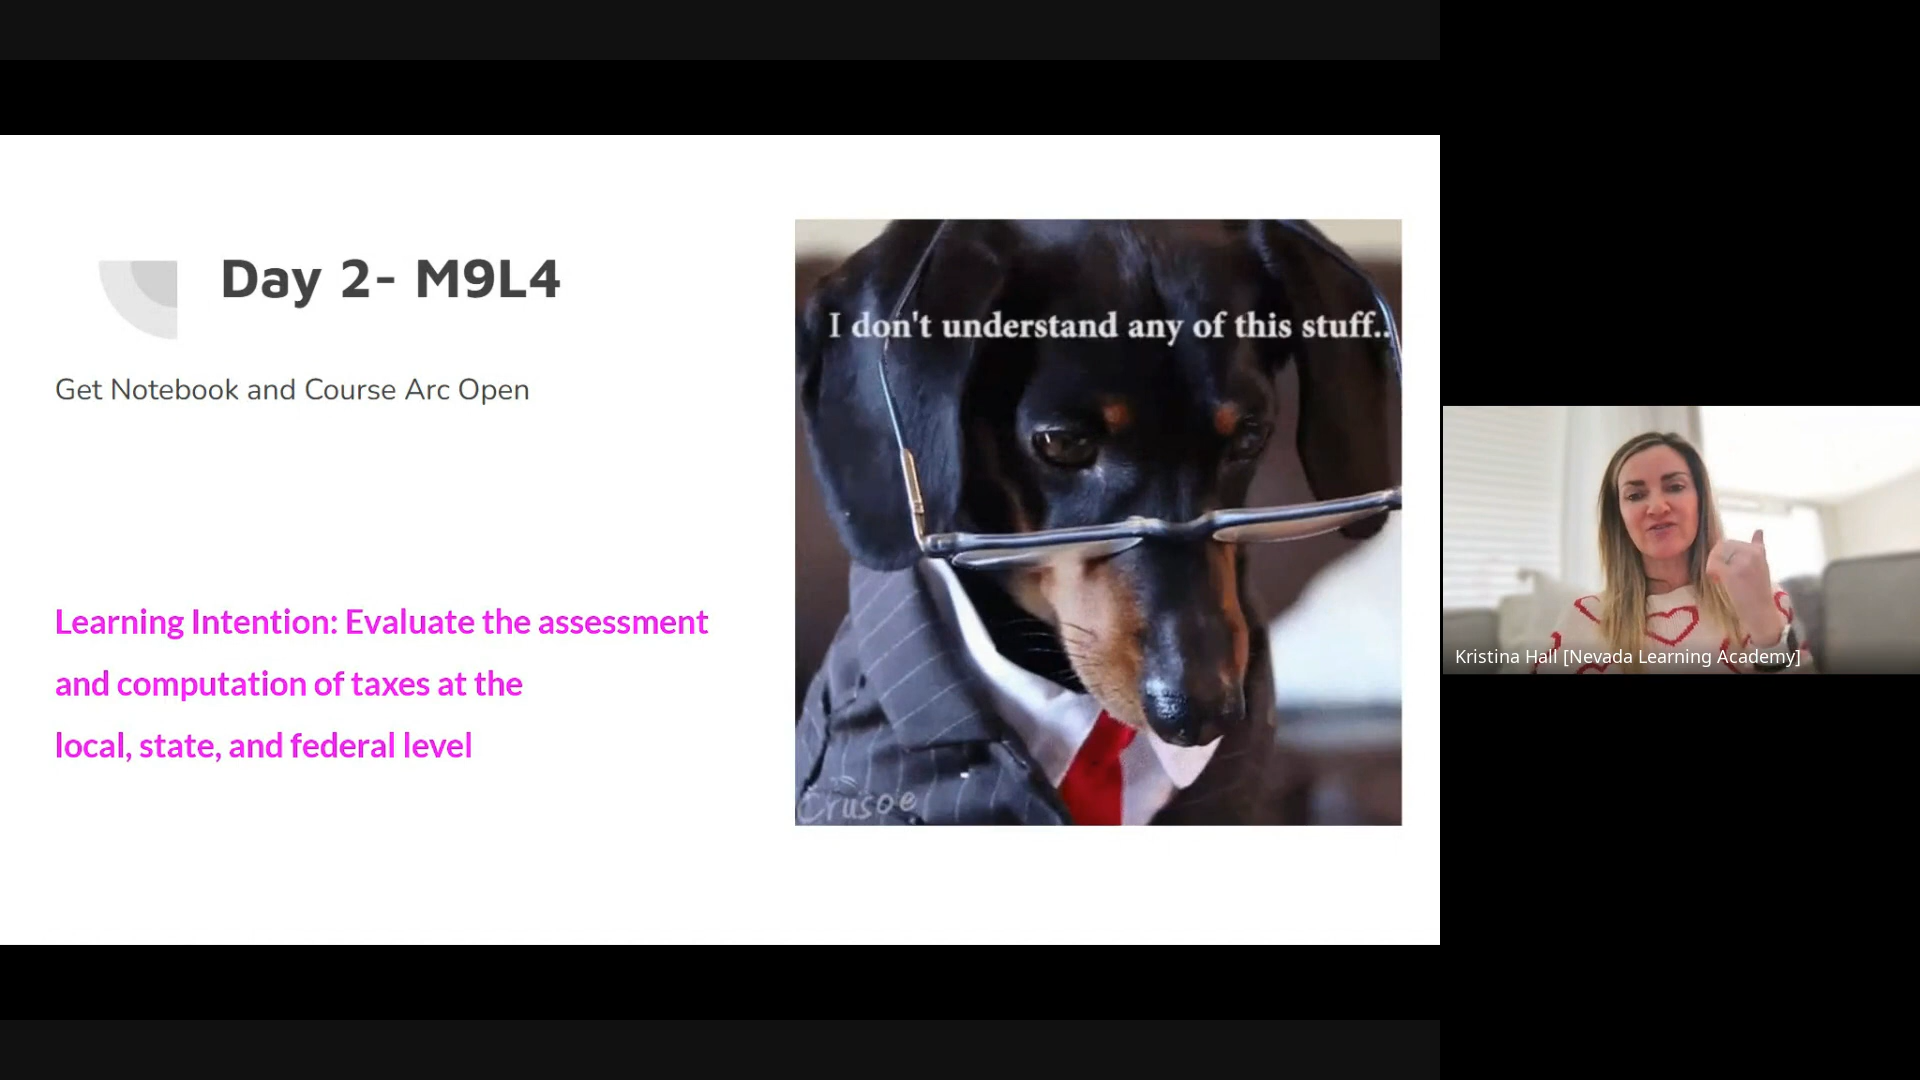 Day 2- M9L4
Get Notebook and Course Arc Open
Learning Intention: Evaluate the assessment
and computation of taxes at the
local, state, and federal level
I don't understand any of this stuff..
Crusoe
Kristina Hall [Nevada Learning Academy]